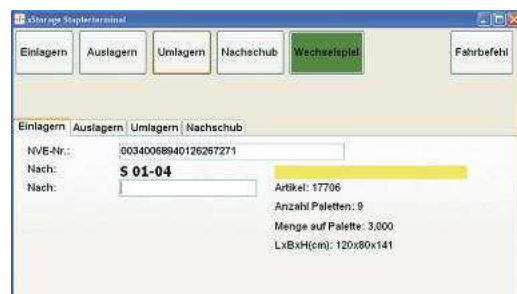 xStorage Staplerterminal
Einlagern Auslagern Umlagern Nachschub Wechselspiel Fahrbefehl
Einlagern Auslagern Umlagern Nachschub
NVE-Nr.: 00340068940126267271
Nach: S 01-04
Nach:
Artikel: 17706
Anzahl Paletten: 9
Menge auf Palette: 3,000
LxBxH(cm): 120x80x141